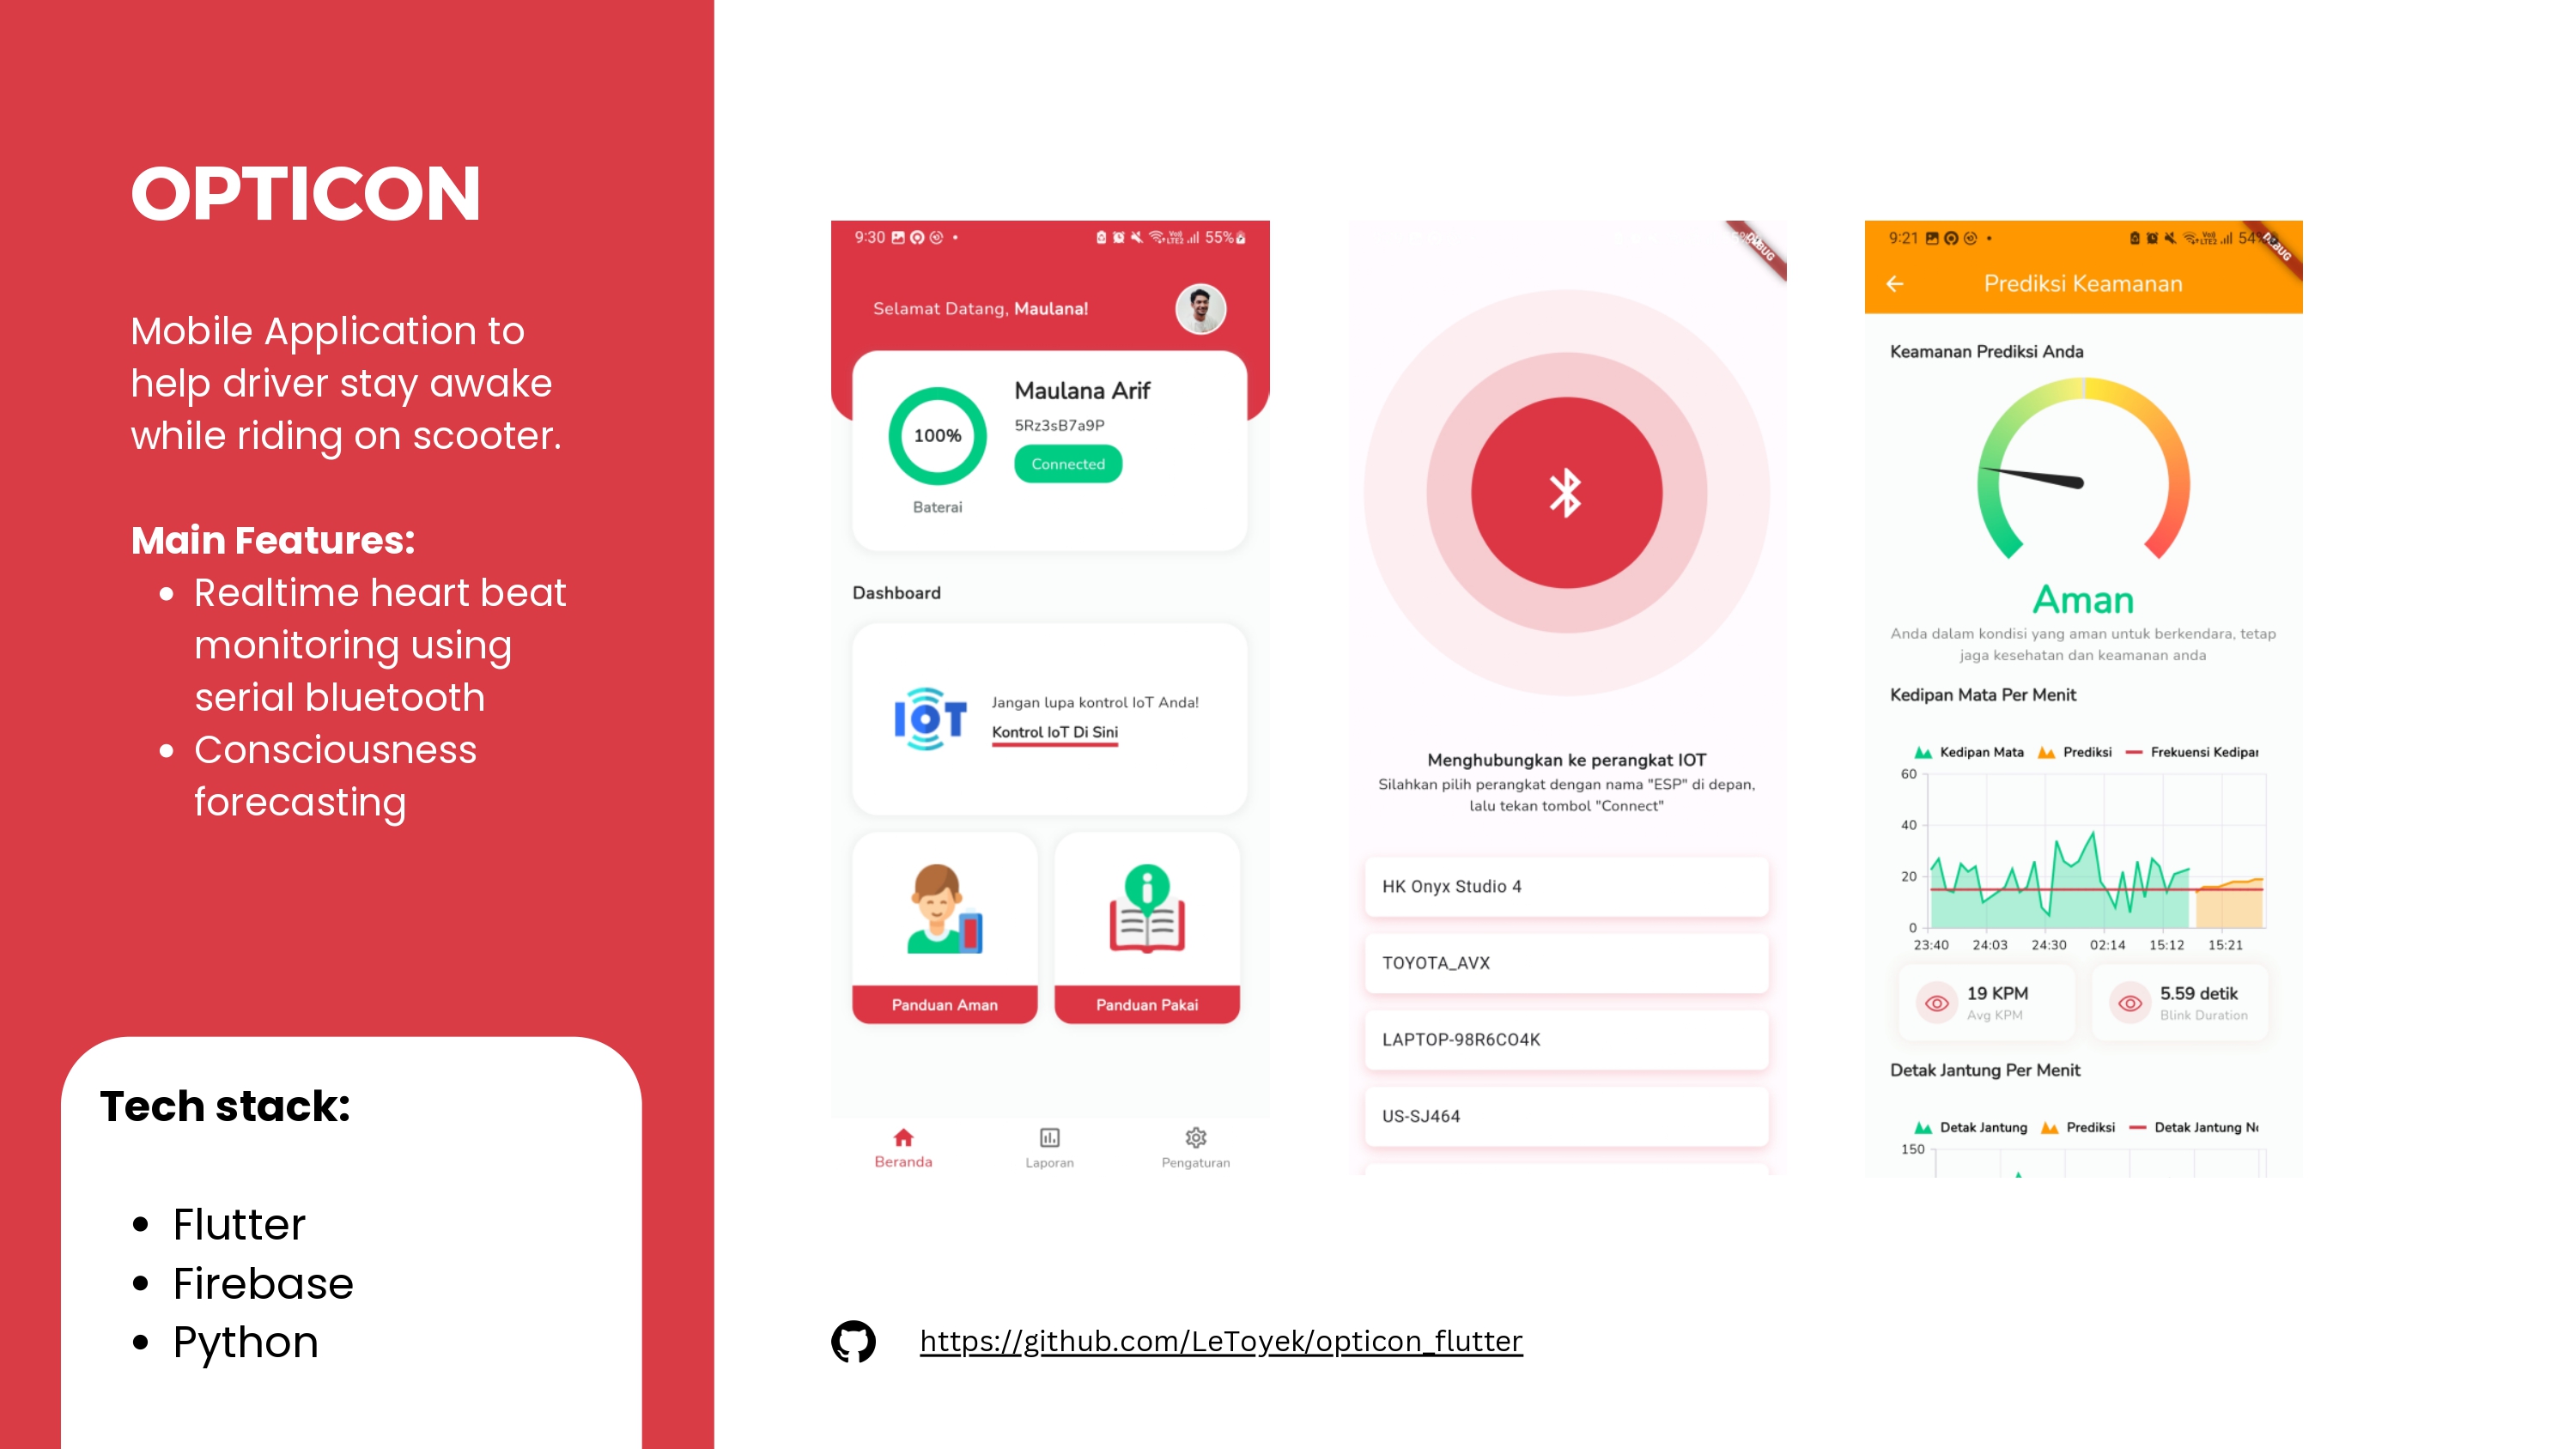 OPTICON
Mobile Application to
help driver stay awake
while riding on scooter.
Main Features:
• Realtime heart beat
monitoring using
serial bluetooth
• Consciousness
forecasting
Tech stack:
• Flutter
• Firebase
• Python
9:30
55%
Selamat Datang, Maulana!
100%
Baterai
Maulana Arif
5Rz3sB7a9P
Connected
Dashboard
IOT
Jangan lupa kontrol IoT Anda!
Kontrol IoT Di Sini
Panduan Aman
Panduan Pakai
Beranda
Laporan
Pengaturan
Menghubungkan ke perangkat IOT
Silahkan pilih perangkat dengan nama "ESP" di depan,
lalu tekan tombol "Connect"
HK Onyx Studio 4
TOYOTA_AVX
LAPTOP-98R6CO4K
US-SJ464
9:21
54%
Prediksi Keamanan
Keamanan Prediksi Anda
Aman
Anda dalam kondisi yang aman untuk berkendara, tetap
jaga kesehatan dan keamanan anda
Kedipan Mata Per Menit
Kedipan Mata Prediksi Frekuensi Kedipan
60
40
20
0
23:40 24:03 24:30 02:14 15:12 15:21
19 KPM
Avg KPM
5.59 detik
Blink Duration
Detak Jantung Per Menit
Detak Jantung Prediksi Detak Jantung
150
https://github.com/LeToyek/opticon_flutter